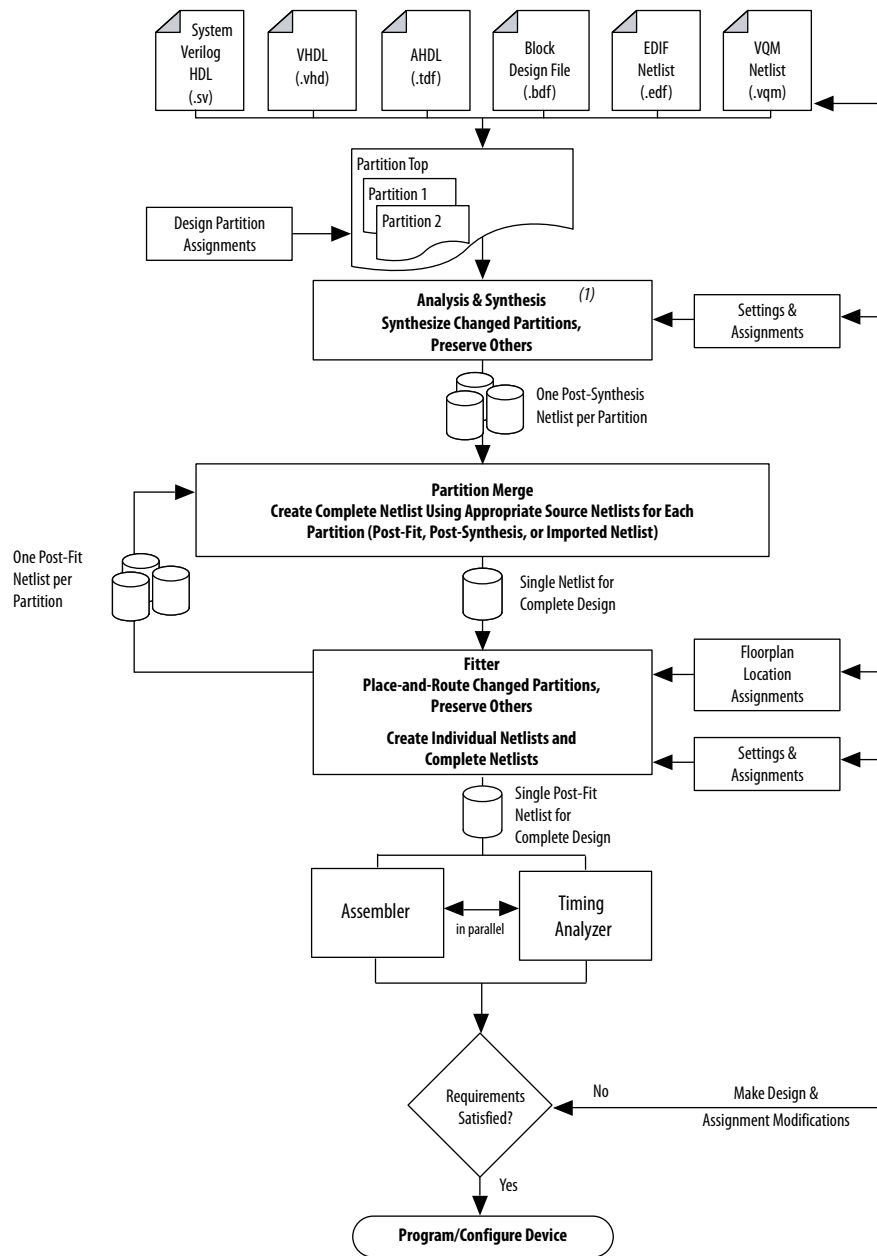 System
Verilog
HDL
(.sv)
VHDL
(.vhd)
AHDL
(.tdf)
Block
Design File
(.bdf)
EDIF
Netlist
(.edf)
VQM
Netlist
(.vqm)
Partition Top
Partition 1
Partition 2
Design Partition
Assignments
Analysis & Synthesis (1)
Synthesize Changed Partitions,
Preserve Others
Settings &
Assignments
One Post-Synthesis
Netlist per Partition
Partition Merge
Create Complete Netlist Using Appropriate Source Netlists for Each
Partition (Post-Fit, Post-Synthesis, or Imported Netlist)
One Post-Fit
Netlist per
Partition
Single Netlist for
Complete Design
Fitter
Place-and-Route Changed Partitions,
Preserve Others
Create Individual Netlists and
Complete Netlists
Floorplan
Location
Assignments
Settings &
Assignments
Single Post-Fit
Netlist for
Complete Design
Assembler
in parallel
Timing
Analyzer
Requirements
Satisfied?
No
Make Design &
Assignment Modifications
Yes
Program/Configure Device